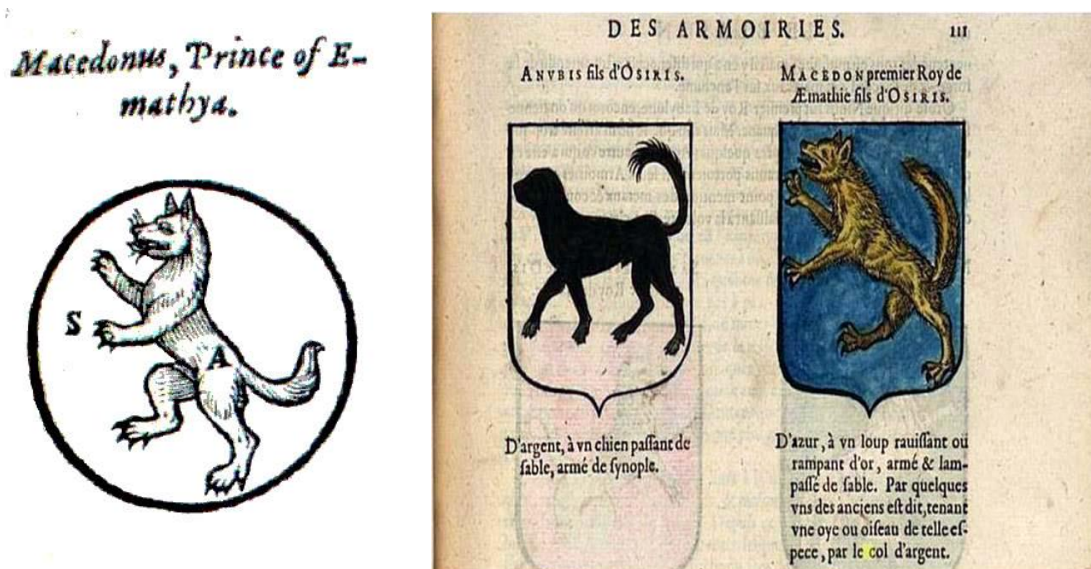 Macedonus, Prince of E-
mathya.
S
A
DES ARMOIRIES.
111
ANVBIS fils d'OSIRIS.
MACEDON premier Roy de
Æmathie fils d'OSIRIS.
D'argent, à vn chien paſſant de
ſable, armé de ſynople.
D'azur, à vn loup rauiſſant ou
rampant d'or, armé & lam-
paſſé de ſable. Par quelques
vns des anciens eſt dit, tenant
vne oye ou oiſeau de telle eſ-
pece, par le col d'argent.